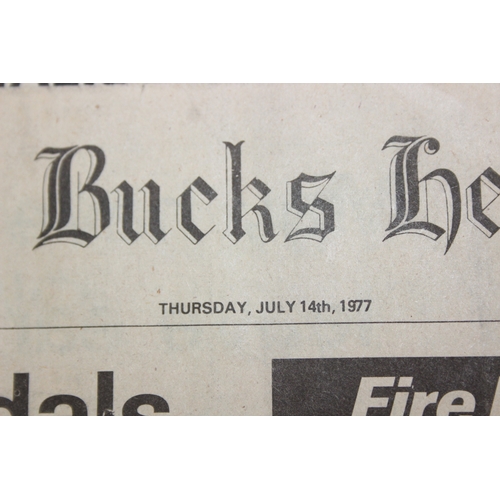 Bucks He
THURSDAY, JULY 14th, 1977
dals Fire